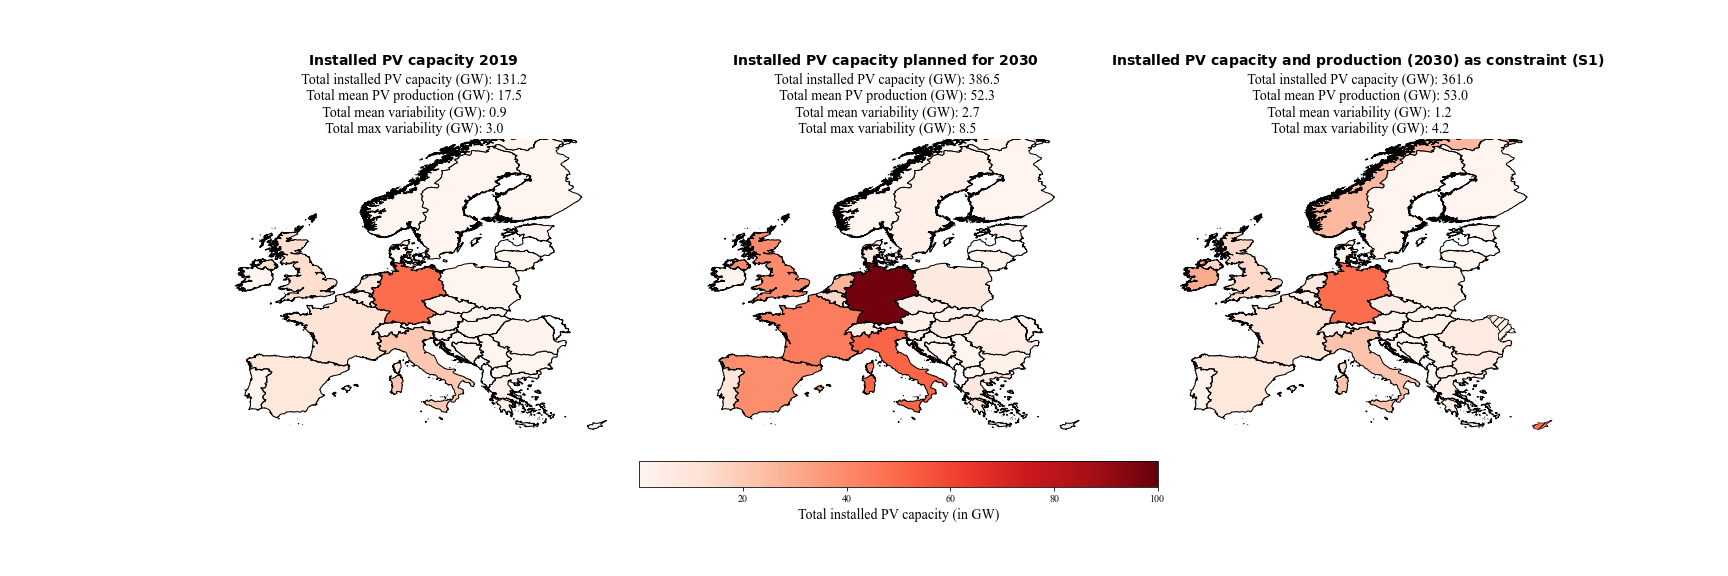 Installed PV capacity 2019
Total installed PV capacity (GW): 131.2
Total mean PV production (GW): 17.5
Total mean variability (GW): 0.9
Total max variability (GW): 3.0
Installed PV capacity planned for 2030
Total installed PV capacity (GW): 386.5
Total mean PV production (GW): 52.3
Total mean variability (GW): 2.7
Total max variability (GW): 8.5
Installed PV capacity and production (2030) as constraint (S1)
Total installed PV capacity (GW): 361.6
Total mean PV production (GW): 53.0
Total mean variability (GW): 1.2
Total max variability (GW): 4.2
20 40 60 80 100
Total installed PV capacity (in GW)